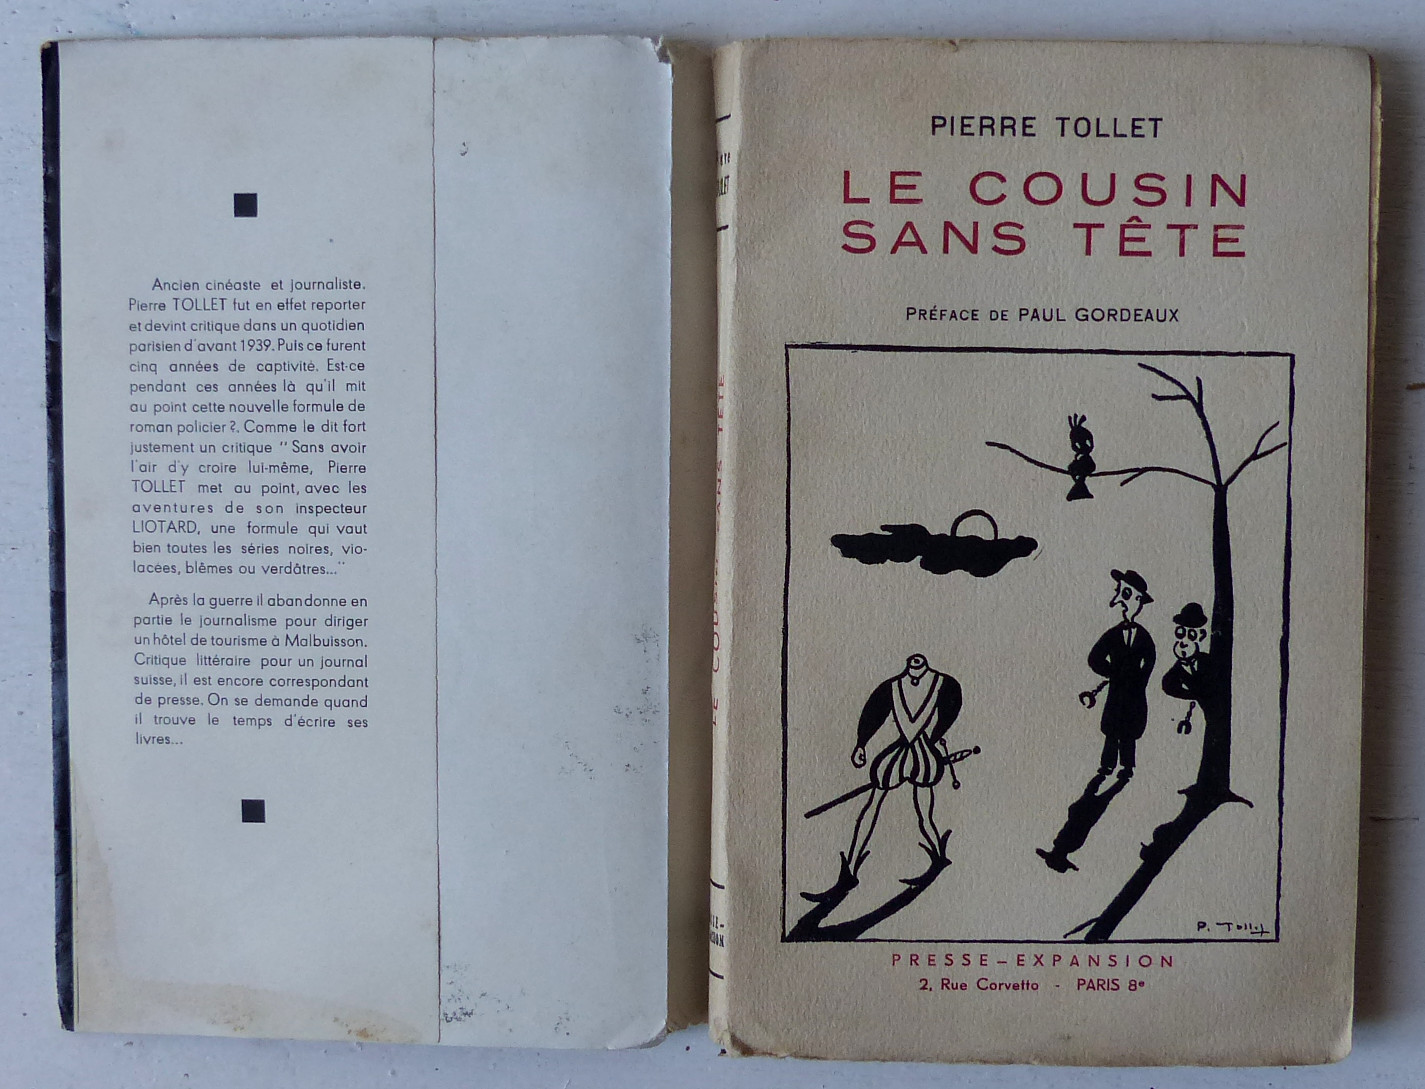 Ancien cinéaste et journaliste.
Pierre TOLLET fut en effet reporter
et devint critique dans un quotidien
parisien d'avant 1939. Puis ce furent
cinq années de captivité. Est-ce
pendant ces années là qu'il mit
au point cette nouvelle formule de
roman policier ?. Comme le dit fort
justement un critique " Sans avoir
l'air d'y croire lui-même, Pierre
TOLLET met au point, avec les
aventures de son inspecteur
LIOTARD, une formule qui vaut
bien toutes les séries noires, vio-
lacées, blêmes ou verdâtres..."
Après la guerre il abandonne en
partie le journalisme pour diriger
un hôtel de tourisme à Malbuisson.
Critique littéraire pour un journal
suisse, il est encore correspondant
de presse. On se demande quand
il trouve le temps d'écrire ses
livres...
PIERRE TOLLET
LE COUSIN
SANS TÊTE
PRÉFACE DE PAUL GORDEAUX
P. Tollet
PRESSE-EXPANSION
2, Rue Corvetto - PARIS 8e